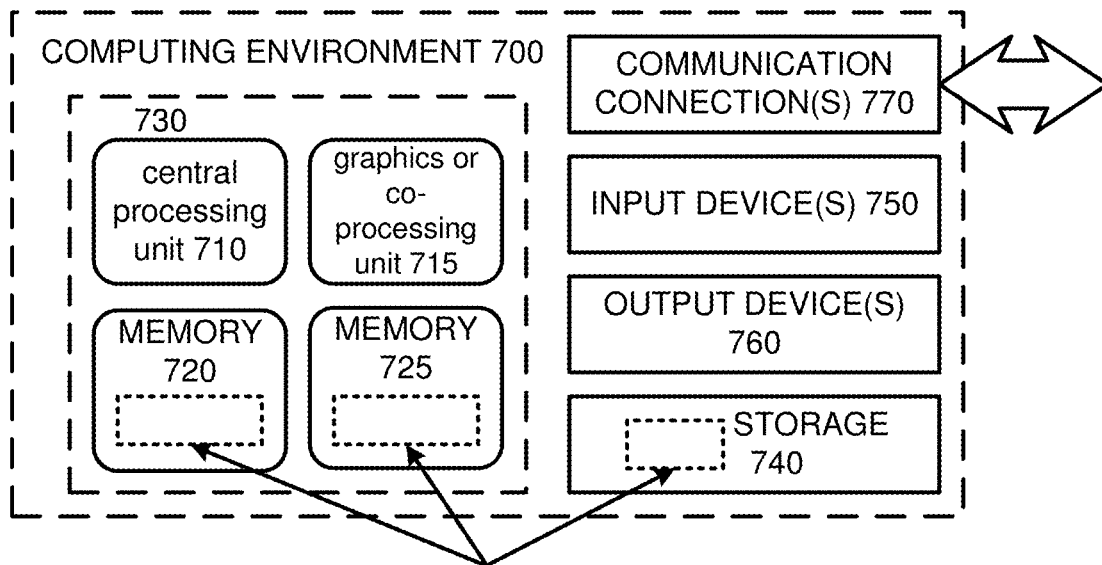 COMPUTING ENVIRONMENT 700
730
central
processing
unit 710
graphics or
co-
processing
unit 715
MEMORY
720
MEMORY
725
COMMUNICATION
CONNECTION(S) 770
INPUT DEVICE(S) 750
OUTPUT DEVICE(S)
760
STORAGE
740